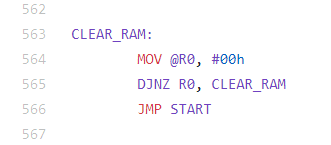 562
563 CLEAR_RAM:
564 MOV @R0, #00h
565 DJNZ R0, CLEAR_RAM
566 JMP START
567